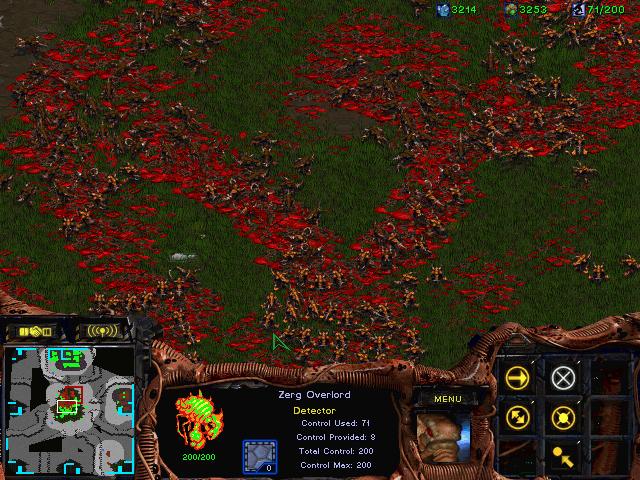 3214 3253 71/200
Zerg Overlord
Detector
Control Used: 71
Control Provided: 8
Total Control: 200
Control Max: 200
200/200
0
MENU